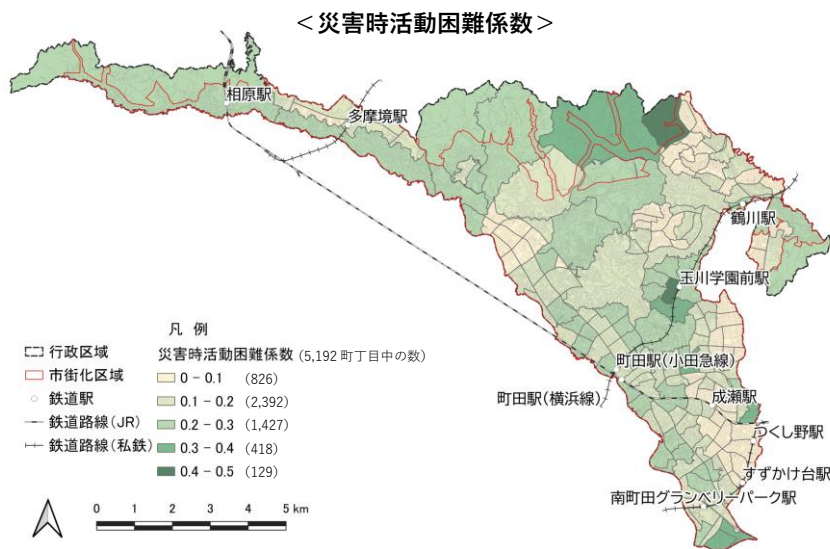 ＜災害時活動困難係数＞
相原駅
多摩境駅
鶴川駅
玉川学園前駅
町田駅(小田急線)
町田駅(横浜線)
成瀬駅
つくし野駅
すずかけ台駅
南町田グランベリーパーク駅
凡 例
行政区域
市街化区域
鉄道駅
鉄道路線(JR)
鉄道路線(私鉄)
災害時活動困難係数 (5,192 町丁目中の数)
0 - 0.1 (826)
0.1 - 0.2 (2,392)
0.2 - 0.3 (1,427)
0.3 - 0.4 (418)
0.4 - 0.5 (129)
0 1 2 3 4 5 km